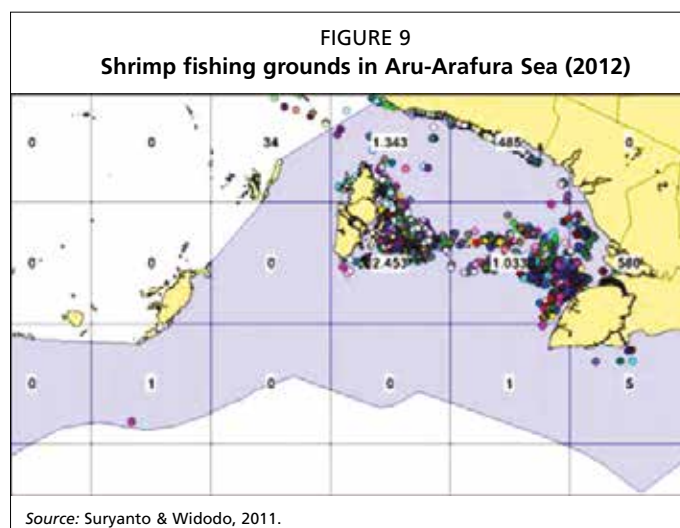 FIGURE 9
Shrimp fishing grounds in Aru-Arafura Sea (2012)
0 0 34 1.343 485 0
0 0 0 2.453 1.033 580
0 1 0 0 1 5
Source: Suryanto & Widodo, 2011.